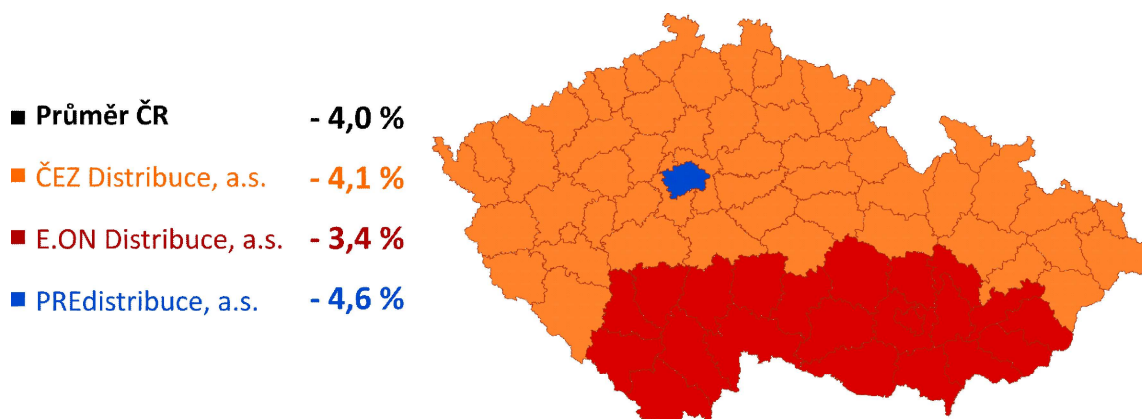 Průměr ČR - 4,0 %
ČEZ Distribuce, a.s. - 4,1 %
E.ON Distribuce, a.s. - 3,4 %
PREdistribuce, a.s. - 4,6 %